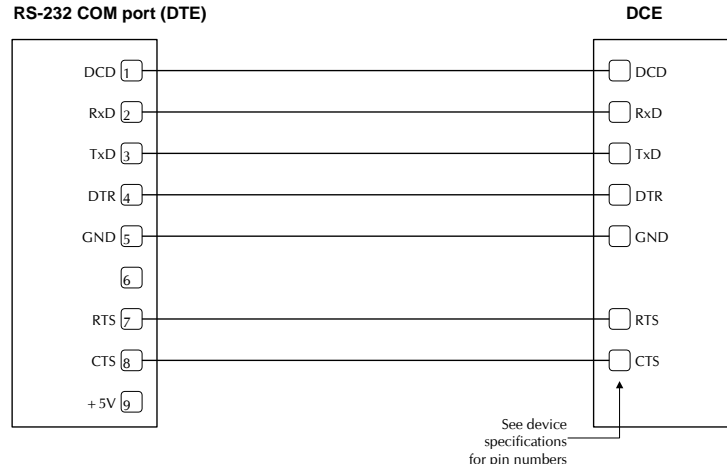 RS-232 COM port (DTE) DCE
DCD 1 DCD
RxD 2 RxD
TxD 3 TxD
DTR 4 DTR
GND 5 GND
6
RTS 7 RTS
CTS 8 CTS
+5V 9
See device
specifications
for pin numbers